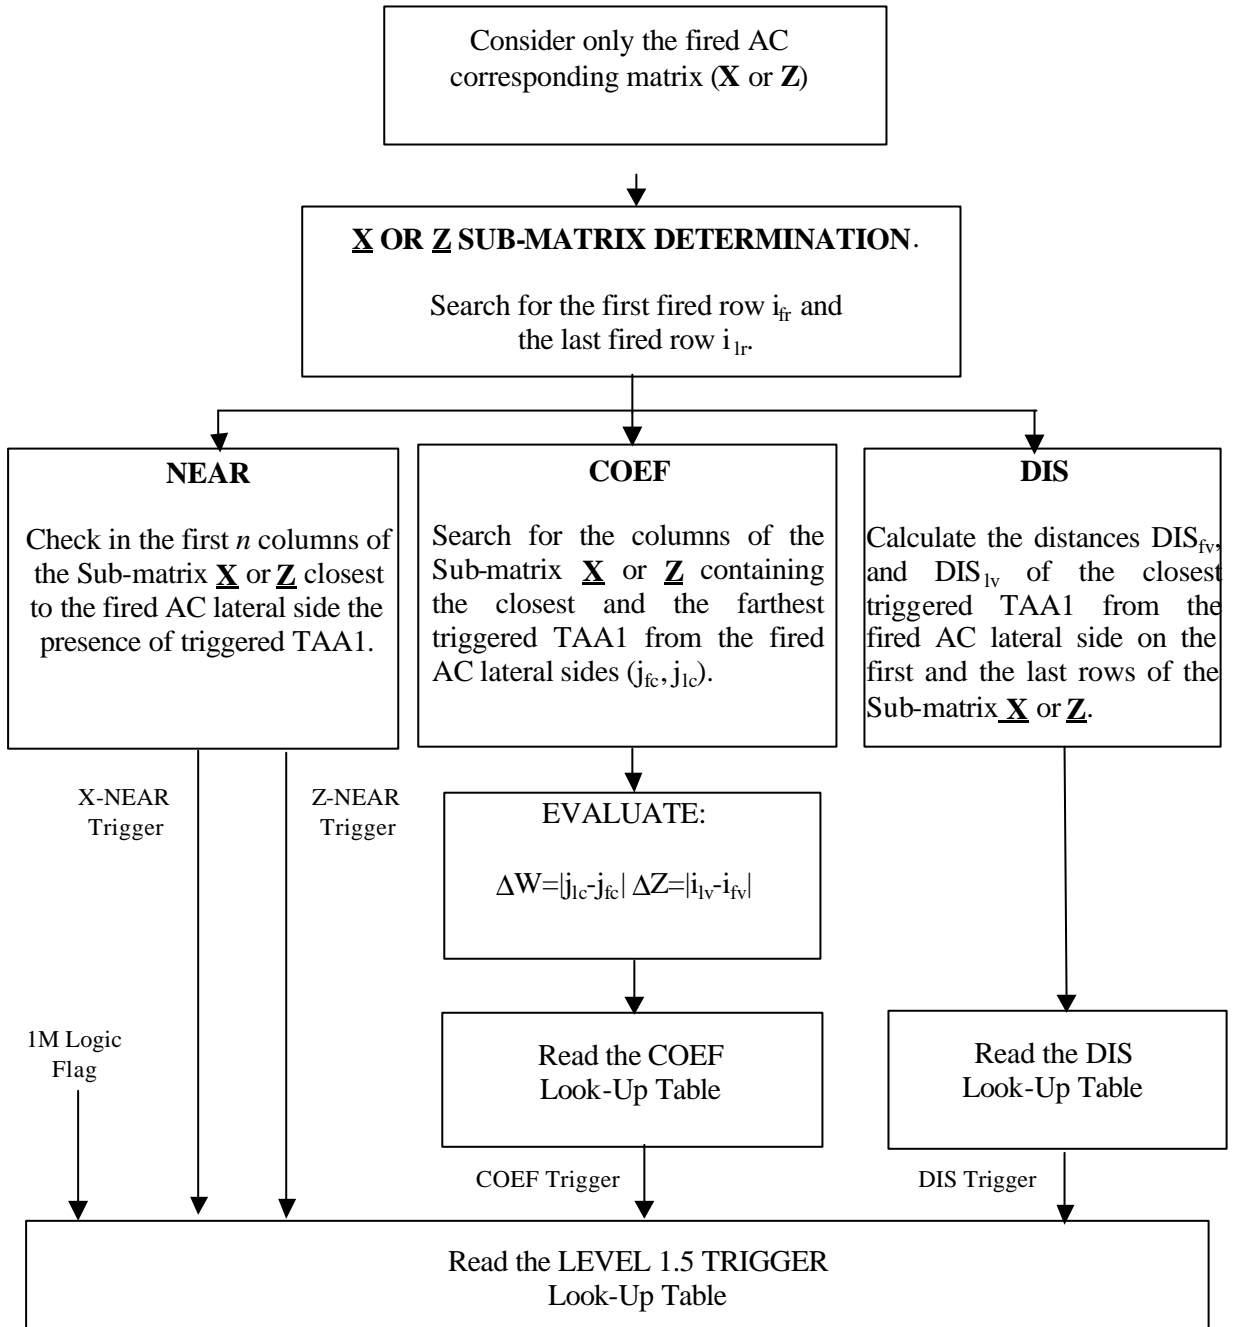 Consider only the fired AC
corresponding matrix (X or Z)
X OR Z SUB-MATRIX DETERMINATION.
Search for the first fired row i_fr and
the last fired row i_lr.
NEAR
Check in the first n columns of
the Sub-matrix X or Z closest
to the fired AC lateral side the
presence of triggered TAA1.
COEF
Search for the columns of the
Sub-matrix X or Z containing
the closest and the farthest
triggered TAA1 from the fired
AC lateral sides (j_fc, j_lc).
DIS
Calculate the distances DIS_fv,
and DIS_lv of the closest
triggered TAA1 from the
fired AC lateral side on the
first and the last rows of the
Sub-matrix X or Z.
X-NEAR
Trigger
Z-NEAR
Trigger
EVALUATE:
ΔW=|j_lc-j_fc| ΔZ=|i_lv-i_fv|
1M Logic
Flag
Read the COEF
Look-Up Table
Read the DIS
Look-Up Table
COEF Trigger
DIS Trigger
Read the LEVEL 1.5 TRIGGER
Look-Up Table